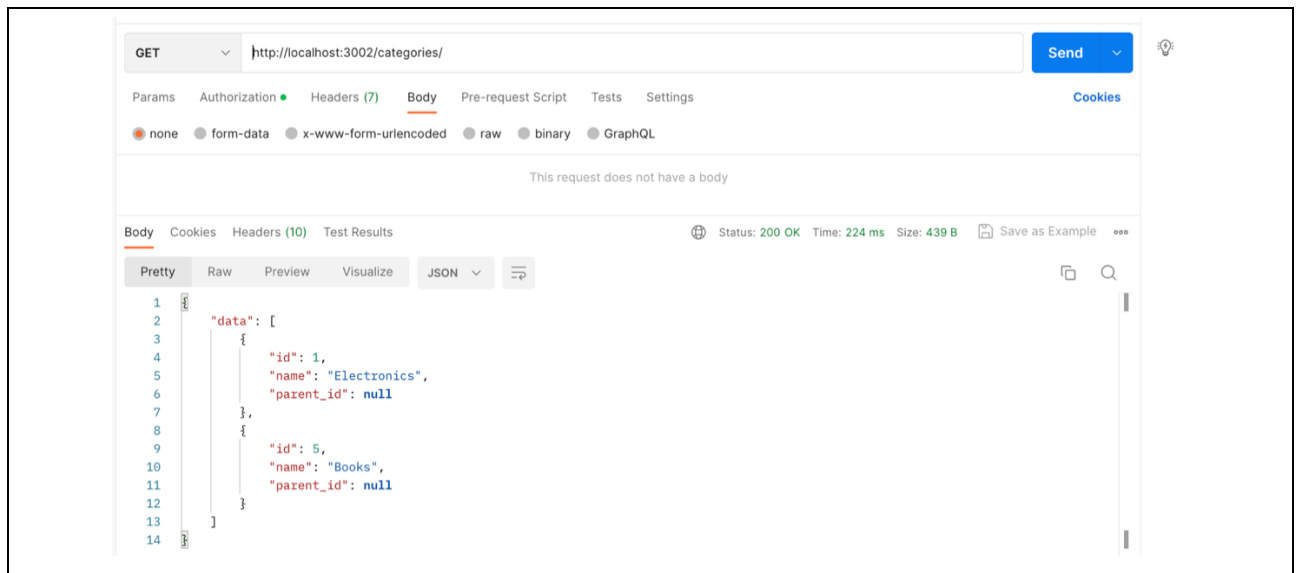 GET http://localhost:3002/categories/ Send
Params Authorization Headers (7) Body Pre-request Script Tests Settings Cookies
none form-data x-www-form-urlencoded raw binary GraphQL
This request does not have a body
Body Cookies Headers (10) Test Results Status: 200 OK Time: 224 ms Size: 439 B Save as Example
Pretty Raw Preview Visualize JSON
1 {
2 "data": [
3 {
4 "id": 1,
5 "name": "Electronics",
6 "parent_id": null
7 },
8 {
9 "id": 5,
10 "name": "Books",
11 "parent_id": null
12 }
13 ]
14 }